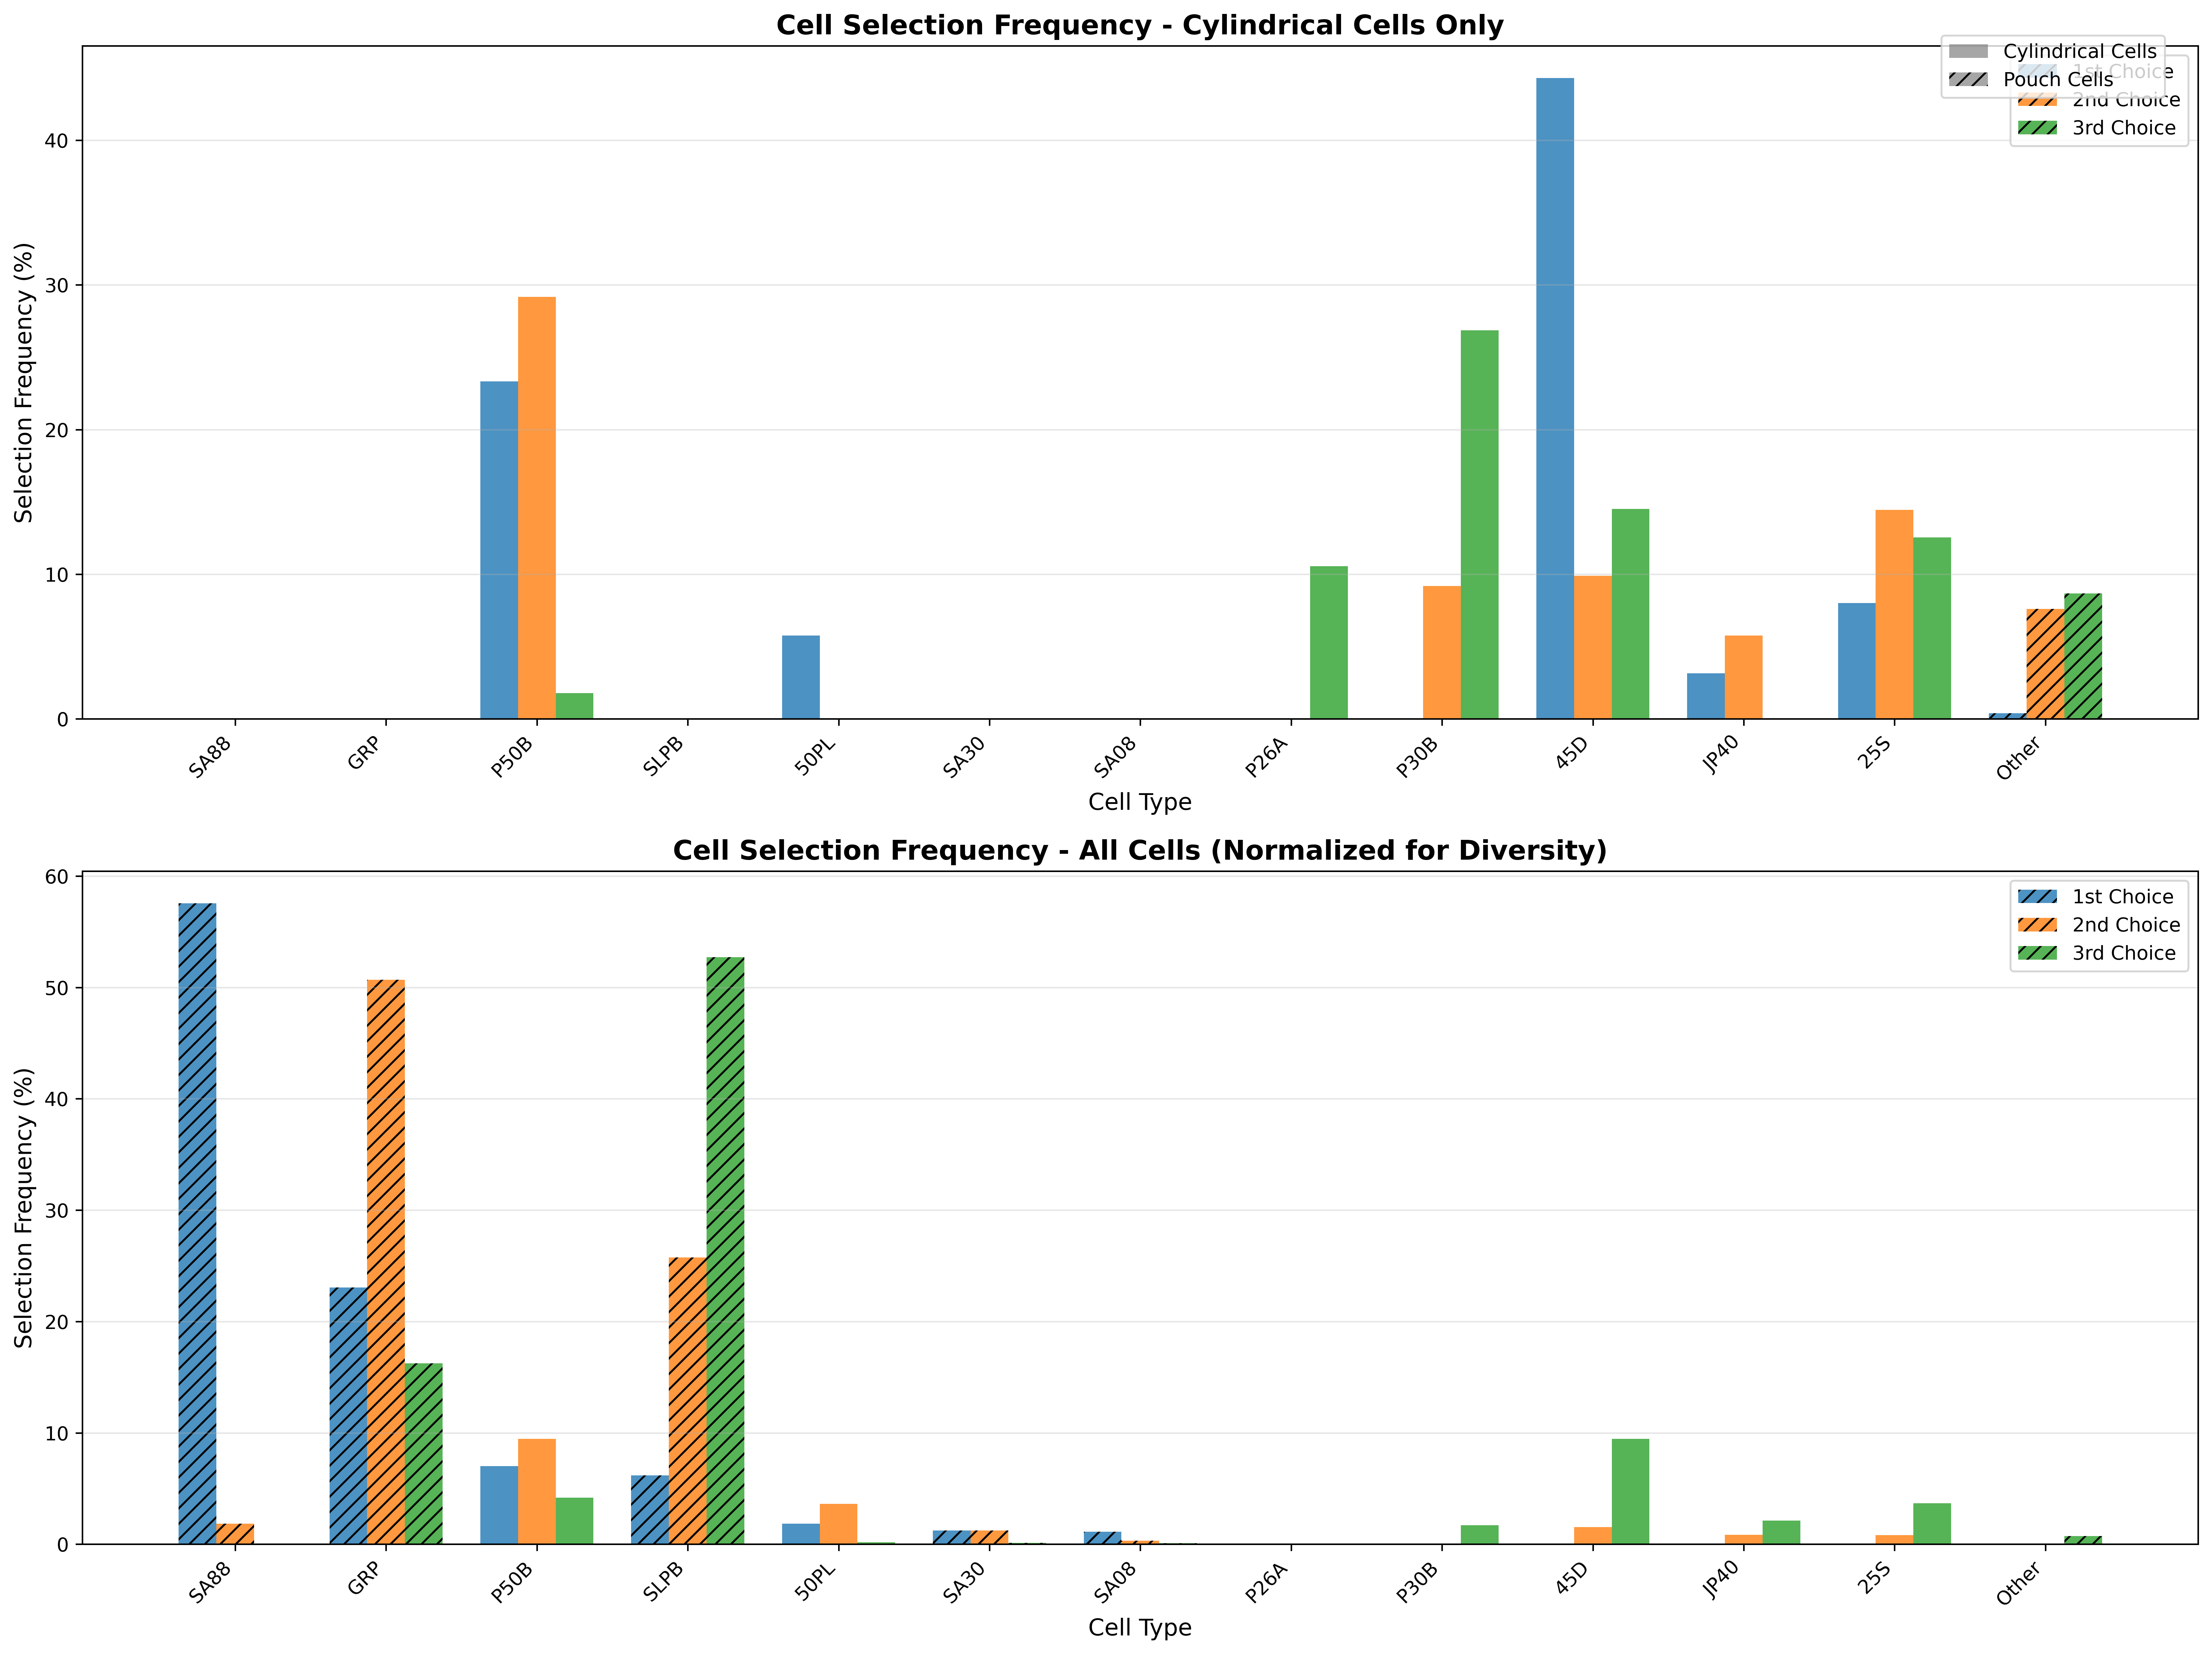 Cell Selection Frequency - Cylindrical Cells Only
Cylindrical Cells
Pouch Cells
1st Choice
2nd Choice
3rd Choice
Selection Frequency (%)
40
30
20
10
0
SA88
GRP
P50B
SLPB
50PL
SA30
SA08
P26A
P30B
45D
JP40
25S
Other
Cell Type
Cell Selection Frequency - All Cells (Normalized for Diversity)
1st Choice
2nd Choice
3rd Choice
Selection Frequency (%)
60
50
40
30
20
10
0
SA88
GRP
P50B
SLPB
50PL
SA30
SA08
P26A
P30B
45D
JP40
25S
Other
Cell Type